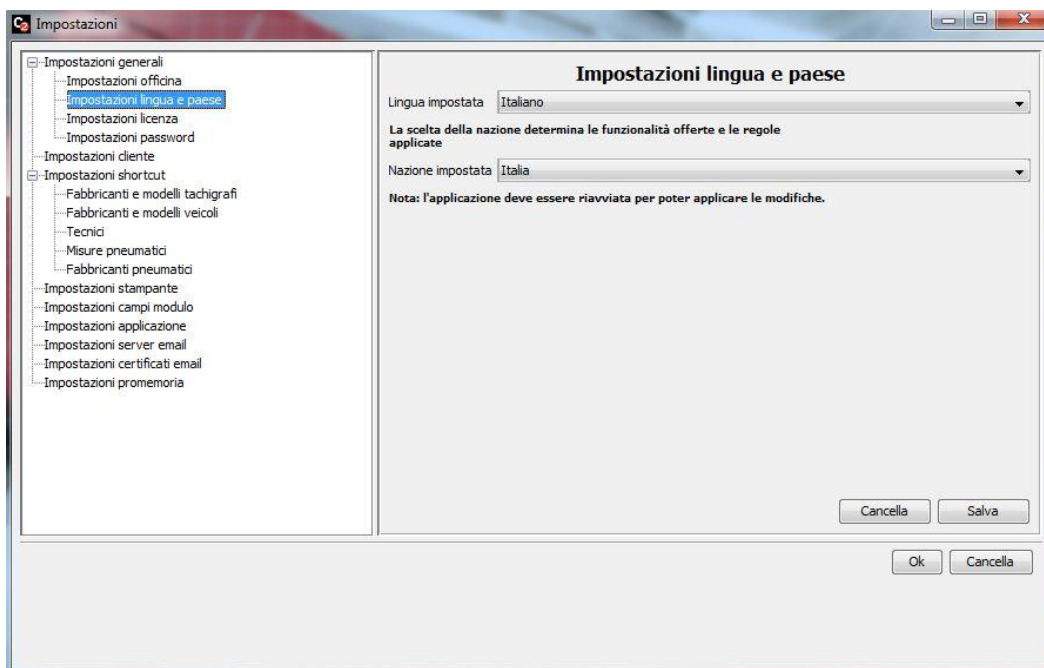 C2 Impostazioni
Impostazioni generali
Impostazioni officina
Impostazioni lingua e paese
Impostazioni licenza
Impostazioni password
Impostazioni cliente
Impostazioni shortcut
Fabbricanti e modelli tachigrafi
Fabbricanti e modelli veicoli
Tecnici
Misure pneumatici
Fabbricanti pneumatici
Impostazioni stampante
Impostazioni campi modulo
Impostazioni applicazione
Impostazioni server email
Impostazioni certificati email
Impostazioni promemoria
Impostazioni lingua e paese
Lingua impostata Italiano
La scelta della nazione determina le funzionalità offerte e le regole
applicate
Nazione impostata Italia
Nota: l'applicazione deve essere riavviata per poter applicare le modifiche.
Cancella Salva
Ok Cancella